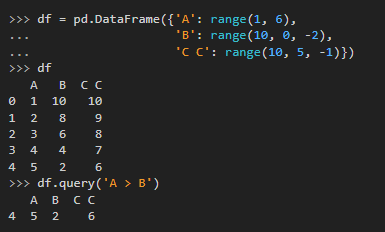 >>> df = pd.DataFrame({'A': range(1, 6),
...                    'B': range(10, 0, -2),
...                    'C C': range(10, 5, -1)})
>>> df
   A   B  C C
0  1  10   10
1  2   8    9
2  3   6    8
3  4   4    7
4  5   2    6
>>> df.query('A > B')
   A  B  C C
4  5  2    6